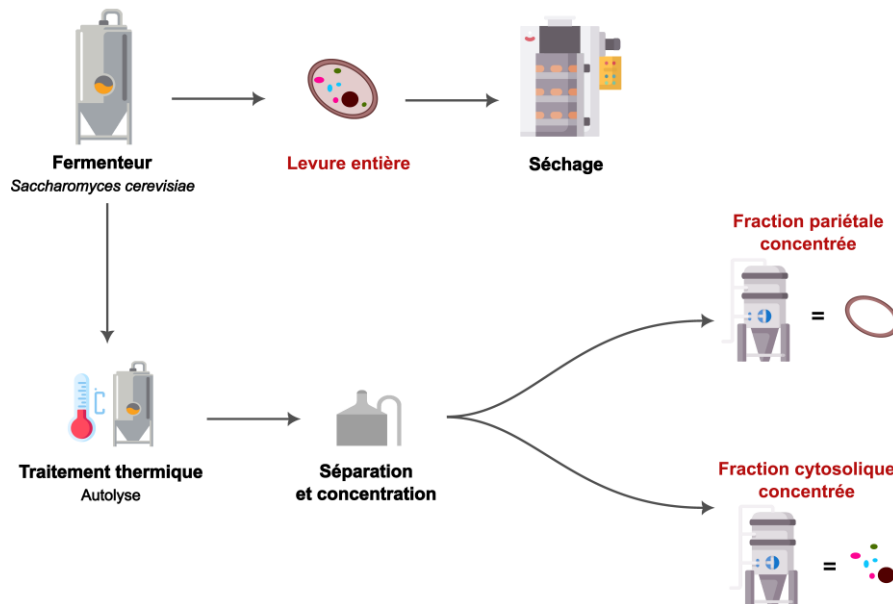 Fermenteur
Saccharomyces cerevisiae
Levure entière
Séchage
Fraction pariétale
concentrée
=
°C
Traitement thermique
Autolyse
Séparation
et concentration
Fraction cytosolique
concentrée
=